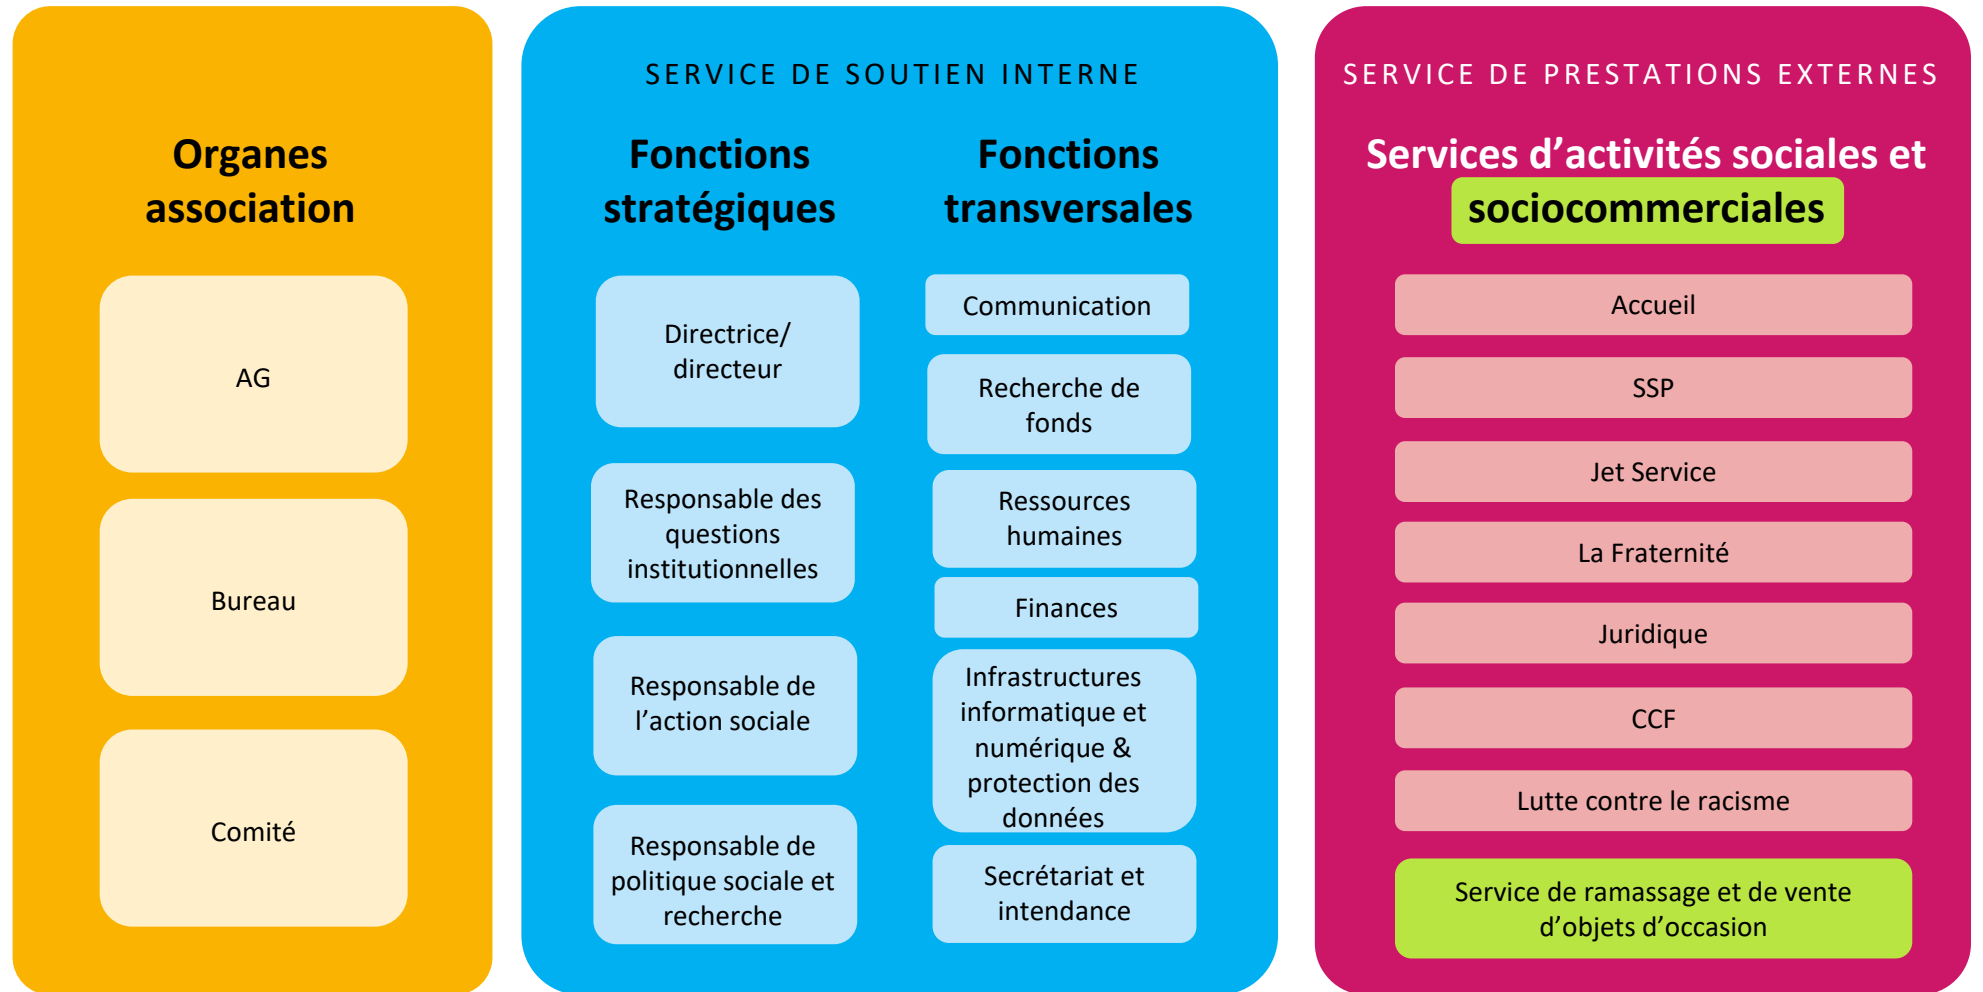 Organes
association
AG
Bureau
Comité
SERVICE DE SOUTIEN INTERNE
Fonctions
stratégiques
Directrice/
directeur
Responsable des
questions
institutionnelles
Responsable de
l’action sociale
Responsable de
politique sociale et
recherche
Fonctions
transversales
Communication
Recherche de
fonds
Ressources
humaines
Finances
Infrastructures
informatique et
numérique &
protection des
données
Secrétariat et
intendance
SERVICE DE PRESTATIONS EXTERNES
Services d’activités sociales et
sociocommerciales
Accueil
SSP
Jet Service
La Fraternité
Juridique
CCF
Lutte contre le racisme
Service de ramassage et de vente
d’objets d’occasion